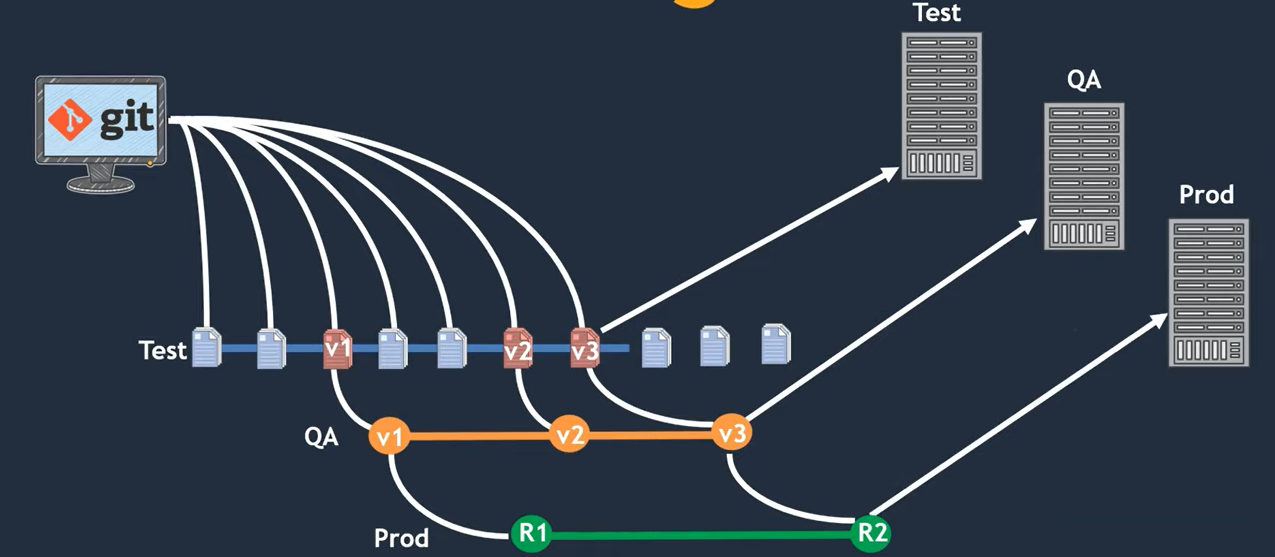 Test
QA
git
Prod
Test v1 v2 v3
QA v1 v2 v3
Prod R1 R2